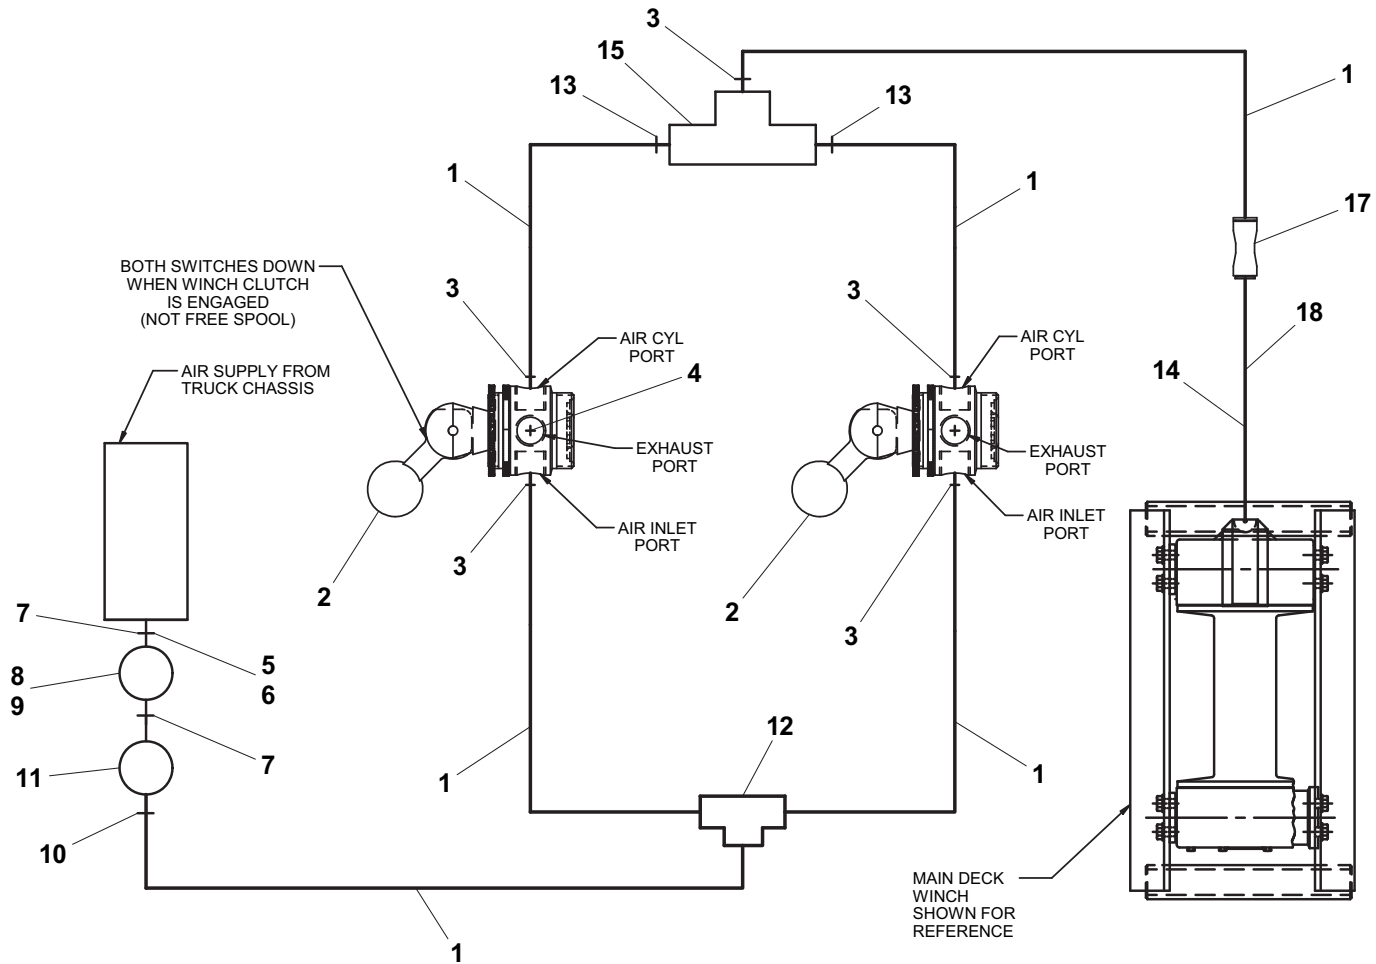 3
15
13
13
1
1
1
17
BOTH SWITCHES DOWN
WHEN WINCH CLUTCH
IS ENGAGED
(NOT FREE SPOOL)
3
3
18
AIR CYL
PORT
AIR CYL
PORT
4
14
AIR SUPPLY FROM
TRUCK CHASSIS
EXHAUST
PORT
EXHAUST
PORT
AIR INLET
PORT
AIR INLET
PORT
3
2
2
3
7
5
6
8
9
12
7
11
1
1
10
MAIN DECK
WINCH
SHOWN FOR
REFERENCE
1